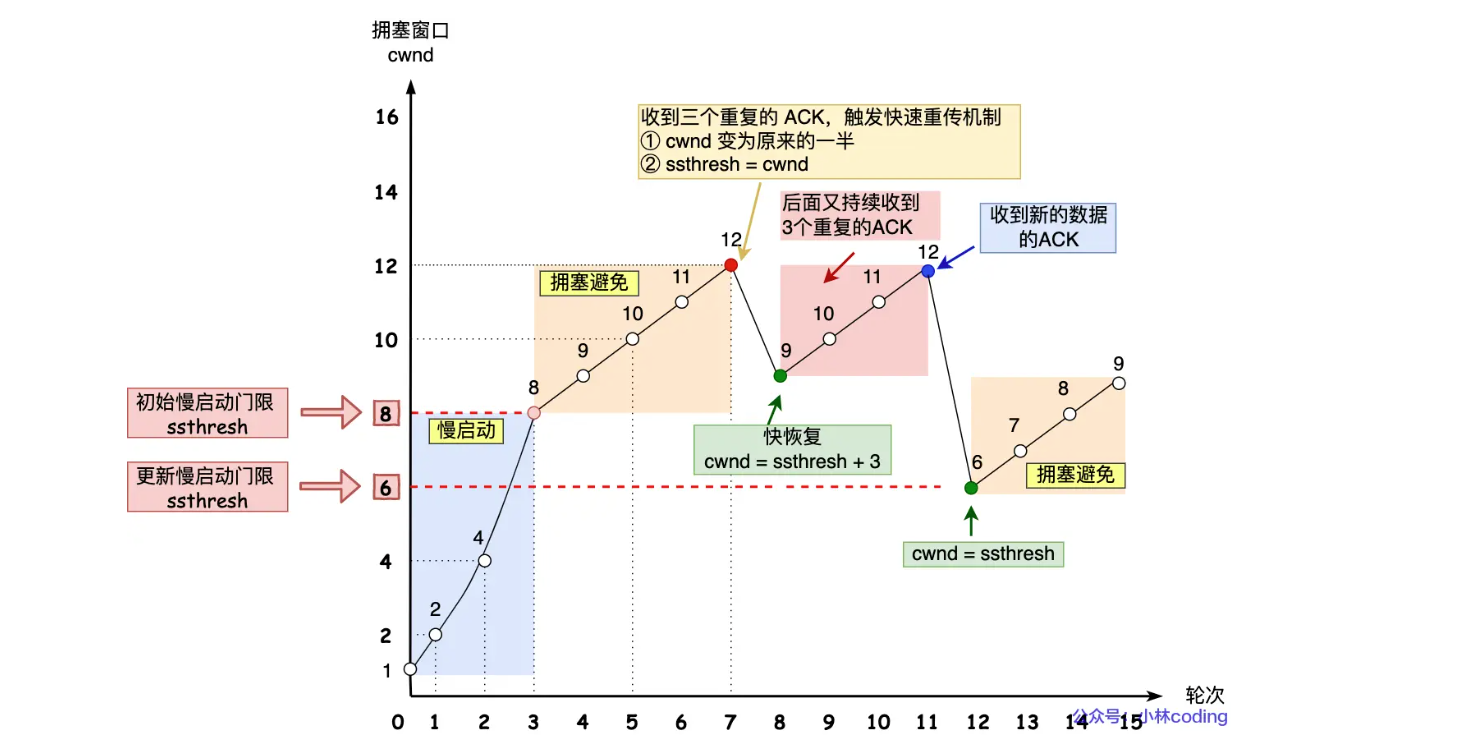 拥塞窗口
cwnd
16
收到三个重复的 ACK，触发快速重传机制
① cwnd 变为原来的一半
② ssthresh = cwnd
14
后面又持续收到
3个重复的ACK
收到新的数据
的ACK
12
12
12
拥塞避免
11
11
10
10
10
9
9
8
初始慢启动门限
ssthresh
8
慢启动
快恢复
cwnd = ssthresh + 3
9
8
7
6
拥塞避免
更新慢启动门限
ssthresh
6
4
4
cwnd = ssthresh
2
2
1
轮次
0 1 2 3 4 5 6 7 8 9 10 11 12 13 14 15
公众号：小林coding